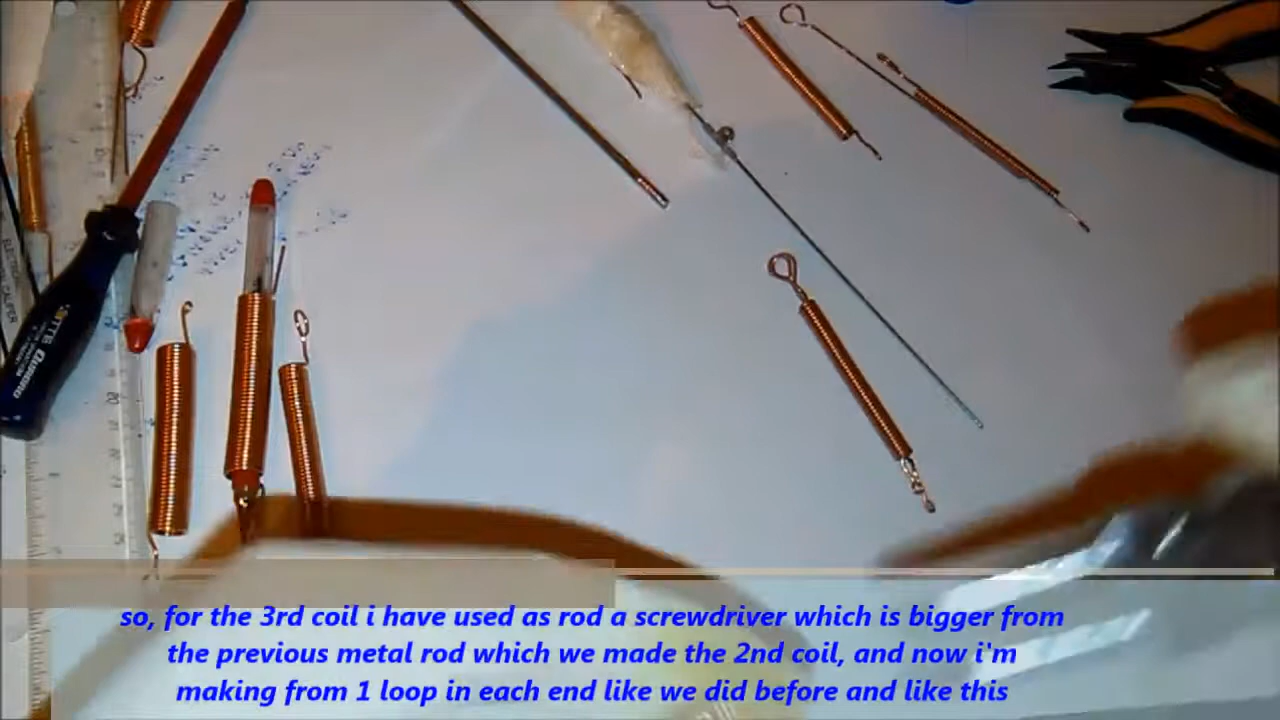 so, for the 3rd coil i have used as rod a screwdriver which is bigger from
the previous metal rod which we made the 2nd coil, and now i'm
making from 1 loop in each end like we did before and like this